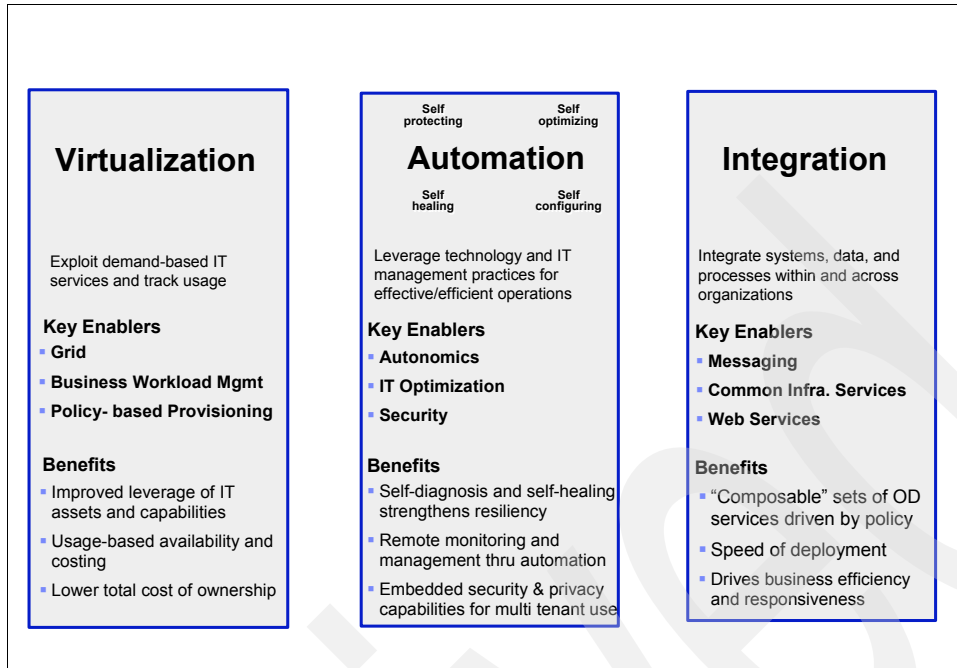 Virtualization
Exploit demand-based IT
services and track usage
Key Enablers
▪ Grid
▪ Business Workload Mgmt
▪ Policy- based Provisioning
Benefits
▪ Improved leverage of IT
assets and capabilities
▪ Usage-based availability and
costing
▪ Lower total cost of ownership
Self
protecting
Self
optimizing
Automation
Self
healing
Self
configuring
Leverage technology and IT
management practices for
effective/efficient operations
Key Enablers
▪ Autonomics
▪ IT Optimization
▪ Security
Benefits
▪ Self-diagnosis and self-healing
strengthens resiliency
▪ Remote monitoring and
management thru automation
▪ Embedded security & privacy
capabilities for multi tenant use
Integration
Integrate systems, data, and
processes within and across
organizations
Key Enablers
▪ Messaging
▪ Common Infra. Services
▪ Web Services
Benefits
▪ “Composable” sets of OD
services driven by policy
▪ Speed of deployment
▪ Drives business efficiency
and responsiveness